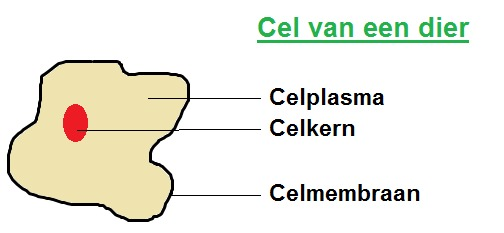 Cel van een dier
Celplasma
Celkern
Celmembraan